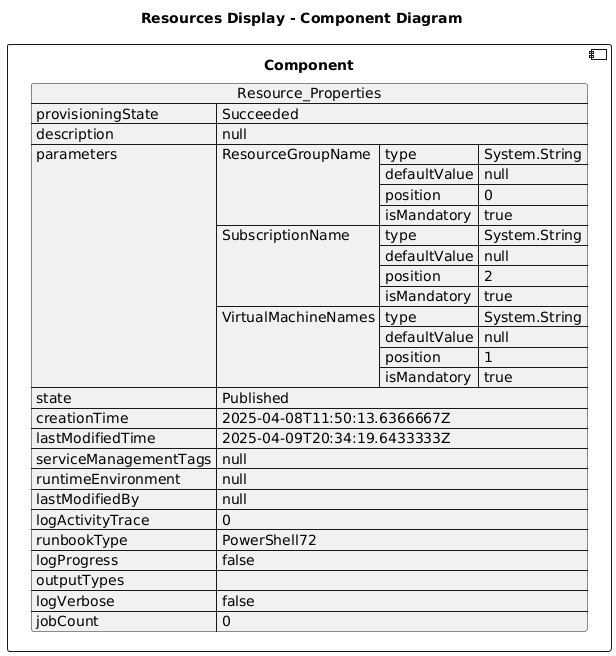 Resources Display - Component Diagram
Component
Resource_Properties
provisioningState Succeeded
description null
parameters ResourceGroupName type System.String
defaultValue null
position 0
isMandatory true
SubscriptionName type System.String
defaultValue null
position 2
isMandatory true
VirtualMachineNames type System.String
defaultValue null
position 1
isMandatory true
state Published
creationTime 2025-04-08T11:50:13.6366667Z
lastModifiedTime 2025-04-09T20:34:19.6433333Z
serviceManagementTags null
runtimeEnvironment null
lastModifiedBy null
logActivityTrace 0
runbookType PowerShell72
logProgress false
outputTypes
logVerbose false
jobCount 0